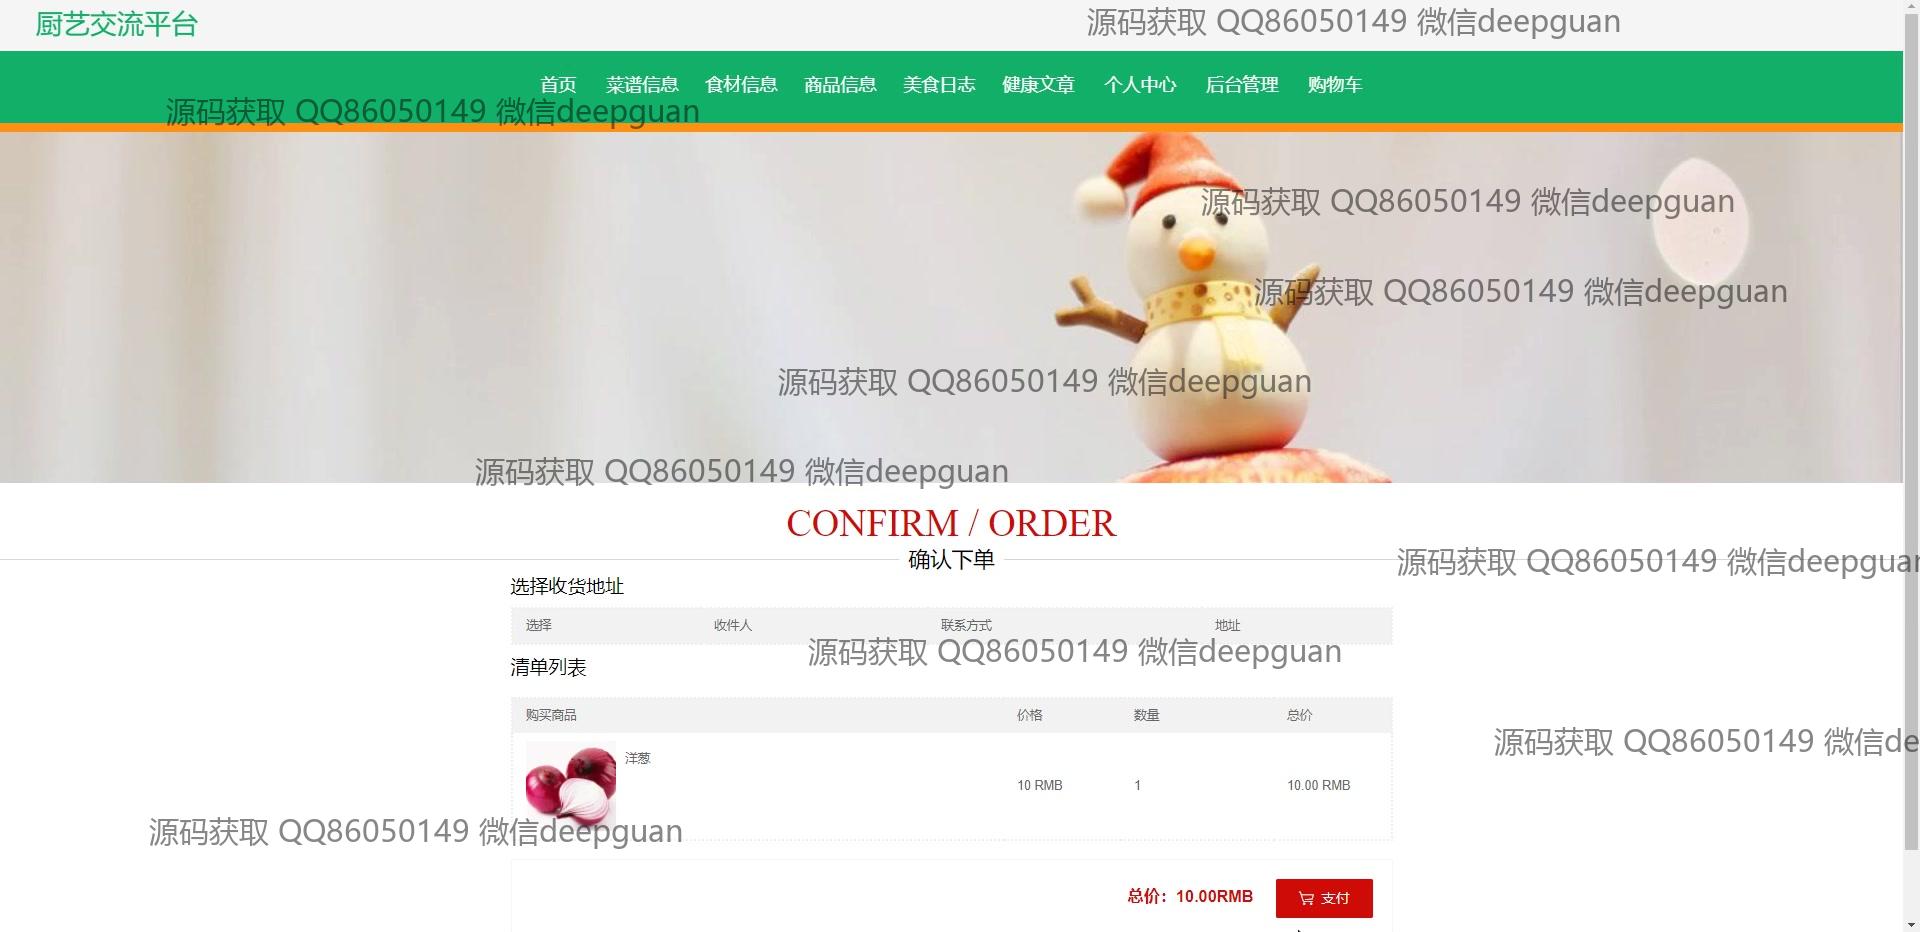 厨艺交流平台
源码获取 QQ86050149 微信deepguan
首页 菜谱信息 食材信息 商品信息 美食日志 健康文章 个人中心 后台管理 购物车
源码获取 QQ86050149 微信deepguan
源码获取 QQ86050149 微信deepguan
源码获取 QQ86050149 微信deepguan
源码获取 QQ86050149 微信deepguan
源码获取 QQ86050149 微信deepguan
CONFIRM / ORDER
确认下单
源码获取 QQ86050149 微信deepguan
选择收货地址
选择 收件人 联系方式 地址
源码获取 QQ86050149 微信deepguan
清单列表
购买商品 价格 数量 总价
源码获取 QQ86050149 微信de
洋葱
10 RMB 1 10.00 RMB
源码获取 QQ86050149 微信deepguan
总价：10.00RMB 支付